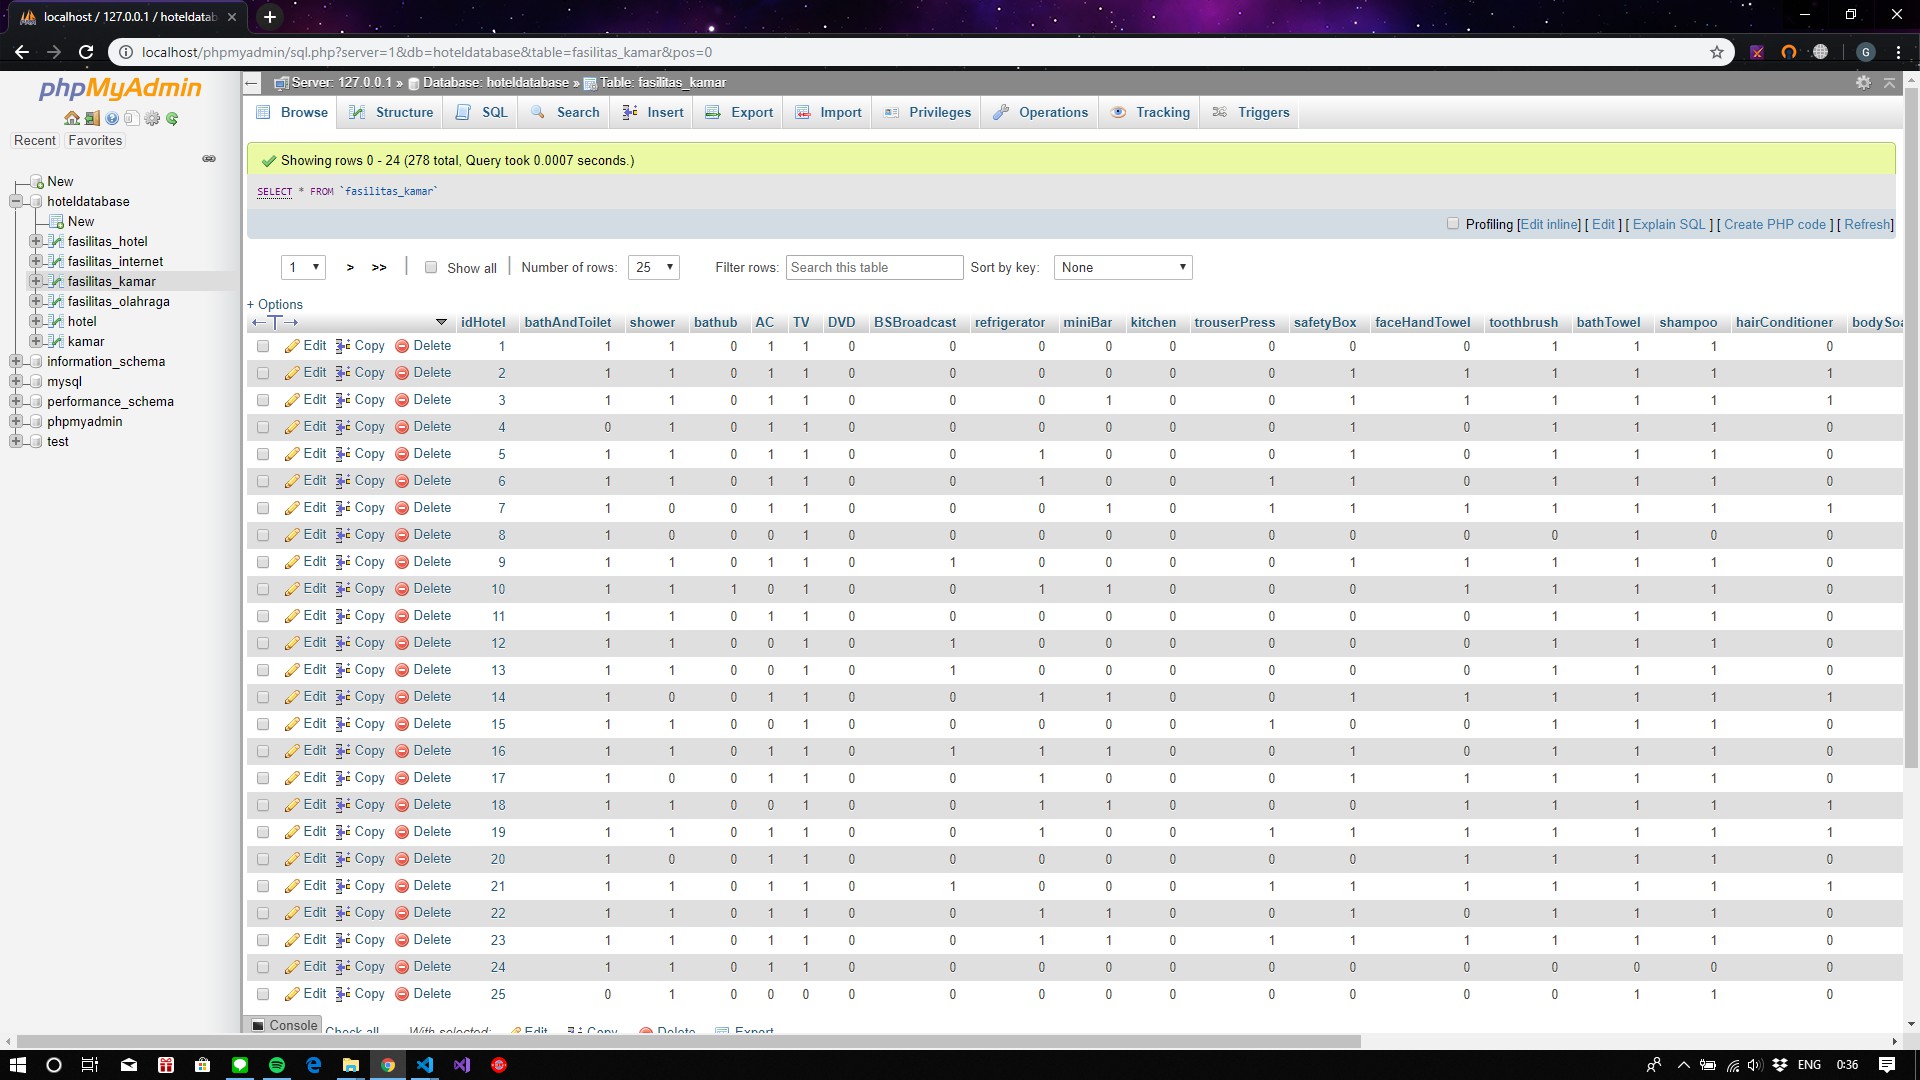 localhost / 127.0.0.1 / hoteldatab
localhost/phpmyadmin/sql.php?server=1&db=hoteldatabase&table=fasilitas_kamar&pos=0
G
phpMyAdmin
Recent Favorites
New
hoteldatabase
New
fasilitas_hotel
fasilitas_internet
fasilitas_kamar
fasilitas_olahraga
hotel
kamar
information_schema
mysql
performance_schema
phpmyadmin
test
Server: 127.0.0.1 » Database: hoteldatabase » Table: fasilitas_kamar
Browse Structure SQL Search Insert Export Import Privileges Operations Tracking Triggers
Showing rows 0 - 24 (278 total, Query took 0.0007 seconds.)
SELECT * FROM `fasilitas_kamar`
Profiling [Edit inline] [ Edit ] [ Explain SQL ] [ Create PHP code ] [ Refresh]
1 > >> Show all Number of rows: 25 Filter rows: Search this table Sort by key: None
+ Options
←T→ idHotel bathAndToilet shower bathub AC TV DVD BSBroadcast refrigerator miniBar kitchen trouserPress safetyBox faceHandTowel toothbrush bathTowel shampoo hairConditioner bodySoa
Edit Copy Delete 1 1 1 0 1 1 0 0 0 0 0 0 0 0 1 1 1 0
Edit Copy Delete 2 1 1 0 1 1 0 0 0 0 0 0 1 1 1 1 1 1
Edit Copy Delete 3 1 1 0 1 1 0 0 0 1 0 0 1 1 1 1 1 1
Edit Copy Delete 4 0 1 0 1 1 0 0 0 0 0 0 1 0 1 1 1 0
Edit Copy Delete 5 1 1 0 1 1 0 0 1 0 0 0 1 0 1 1 1 0
Edit Copy Delete 6 1 1 0 1 1 0 0 1 0 0 1 1 0 1 1 1 0
Edit Copy Delete 7 1 0 0 1 1 0 0 0 1 0 1 1 1 1 1 1 1
Edit Copy Delete 8 1 0 0 0 1 0 0 0 0 0 0 0 0 0 1 0 0
Edit Copy Delete 9 1 1 0 1 1 0 1 0 0 0 0 1 1 1 1 1 0
Edit Copy Delete 10 1 1 1 0 1 0 0 1 1 0 0 0 1 1 1 1 0
Edit Copy Delete 11 1 1 0 1 1 0 0 0 0 0 0 0 0 1 1 1 0
Edit Copy Delete 12 1 1 0 0 1 0 1 0 0 0 0 0 0 1 1 1 0
Edit Copy Delete 13 1 1 0 0 1 0 1 0 0 0 0 0 0 1 1 1 0
Edit Copy Delete 14 1 0 0 1 1 0 0 1 1 0 0 1 1 1 1 1 1
Edit Copy Delete 15 1 1 0 0 1 0 0 0 0 0 1 0 0 1 1 1 0
Edit Copy Delete 16 1 1 0 1 1 0 1 1 1 0 0 1 0 1 1 1 0
Edit Copy Delete 17 1 0 0 1 1 0 0 1 0 0 0 1 1 1 1 1 0
Edit Copy Delete 18 1 1 0 0 1 0 0 1 1 0 0 0 1 1 1 1 1
Edit Copy Delete 19 1 1 0 1 1 0 0 1 0 0 1 1 1 1 1 1 1
Edit Copy Delete 20 1 0 0 1 1 0 0 0 0 0 0 0 1 1 1 1 0
Edit Copy Delete 21 1 1 0 1 1 0 1 0 0 0 1 1 1 1 1 1 1
Edit Copy Delete 22 1 1 0 1 1 0 0 1 1 0 0 1 0 1 1 1 0
Edit Copy Delete 23 1 1 0 1 1 0 0 1 1 0 1 1 1 1 1 1 0
Edit Copy Delete 24 1 1 0 1 1 0 0 0 0 0 0 0 0 0 0 0 0
Edit Copy Delete 25 0 1 0 0 0 0 0 0 0 0 0 0 0 0 1 1 0
Console Check all With selected: Edit Copy Delete Export
ENG 0:36